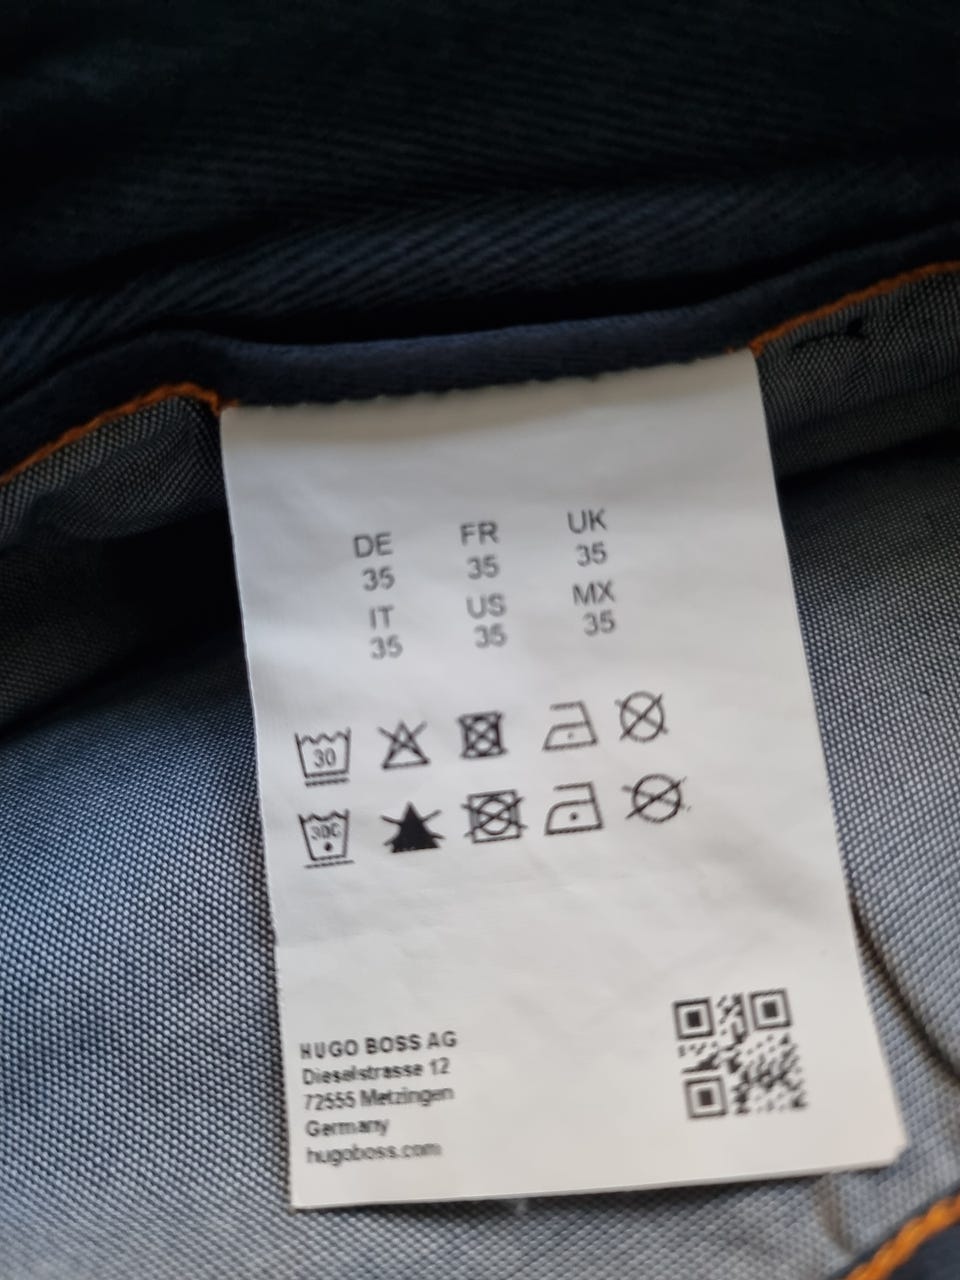 DE FR UK
35 35 35
IT US MX
35 35 35
30
30C
HUGO BOSS AG
Dieselstrasse 12
72555 Metzingen
Germany
hugoboss.com